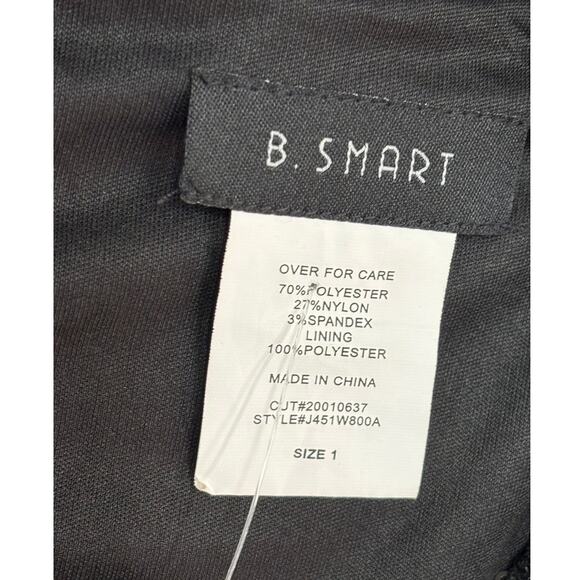 B. SMART
OVER FOR CARE
70%POLYESTER
27%NYLON
3%SPANDEX
LINING
100%POLYESTER
MADE IN CHINA
CUT#20010637
STYLE#J451W800A
SIZE 1